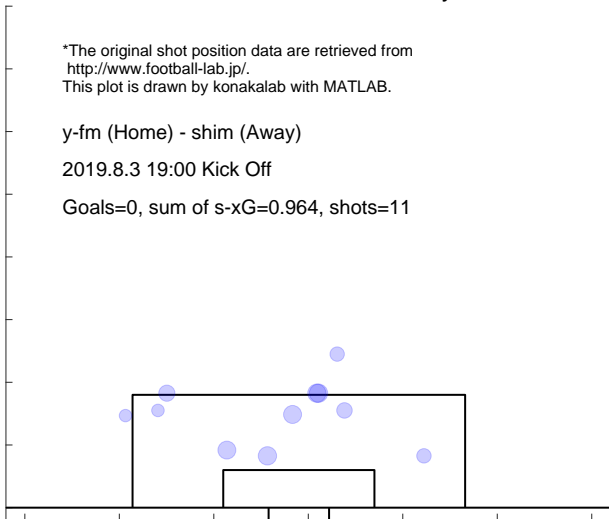 *The original shot position data are retrieved from
http://www.football-lab.jp/.
This plot is drawn by konakalab with MATLAB.
y-fm (Home) - shim (Away)
2019.8.3 19:00 Kick Off
Goals=0, sum of s-xG=0.964, shots=11